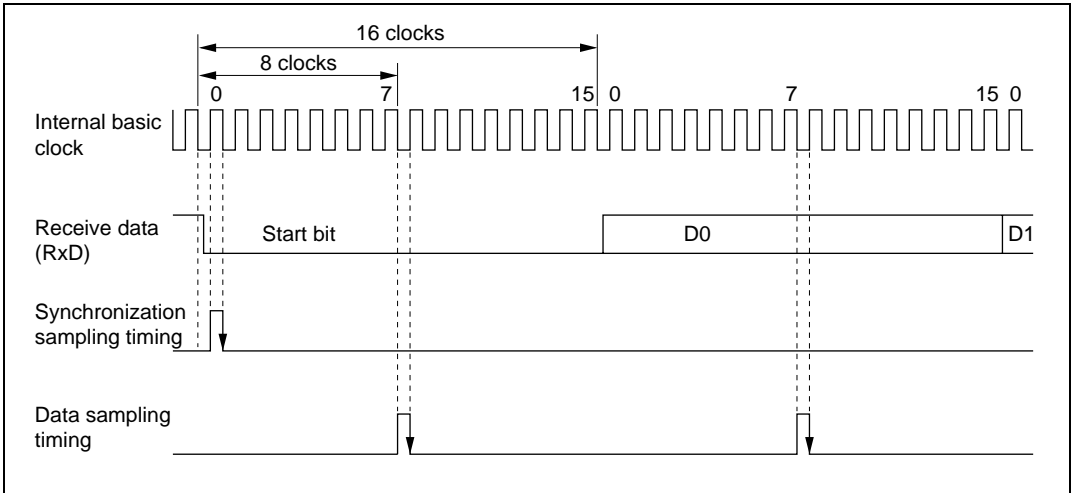 16 clocks
8 clocks
0 7 15 0 7 15 0
Internal basic
clock
Receive data
(RxD)
Start bit D0 D1
Synchronization
sampling timing
Data sampling
timing